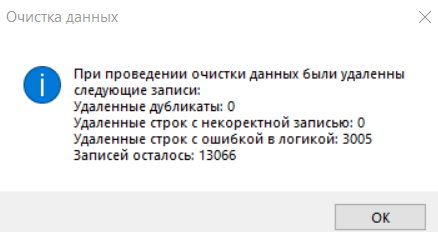 Очистка данных
При проведении очистки данных были удаленны
следующие записи:
Удаленные дубликаты: 0
Удаленные строк с некоректной записью: 0
Удаленные строк с ошибкой в логикой: 3005
Записей осталось: 13066
ОК